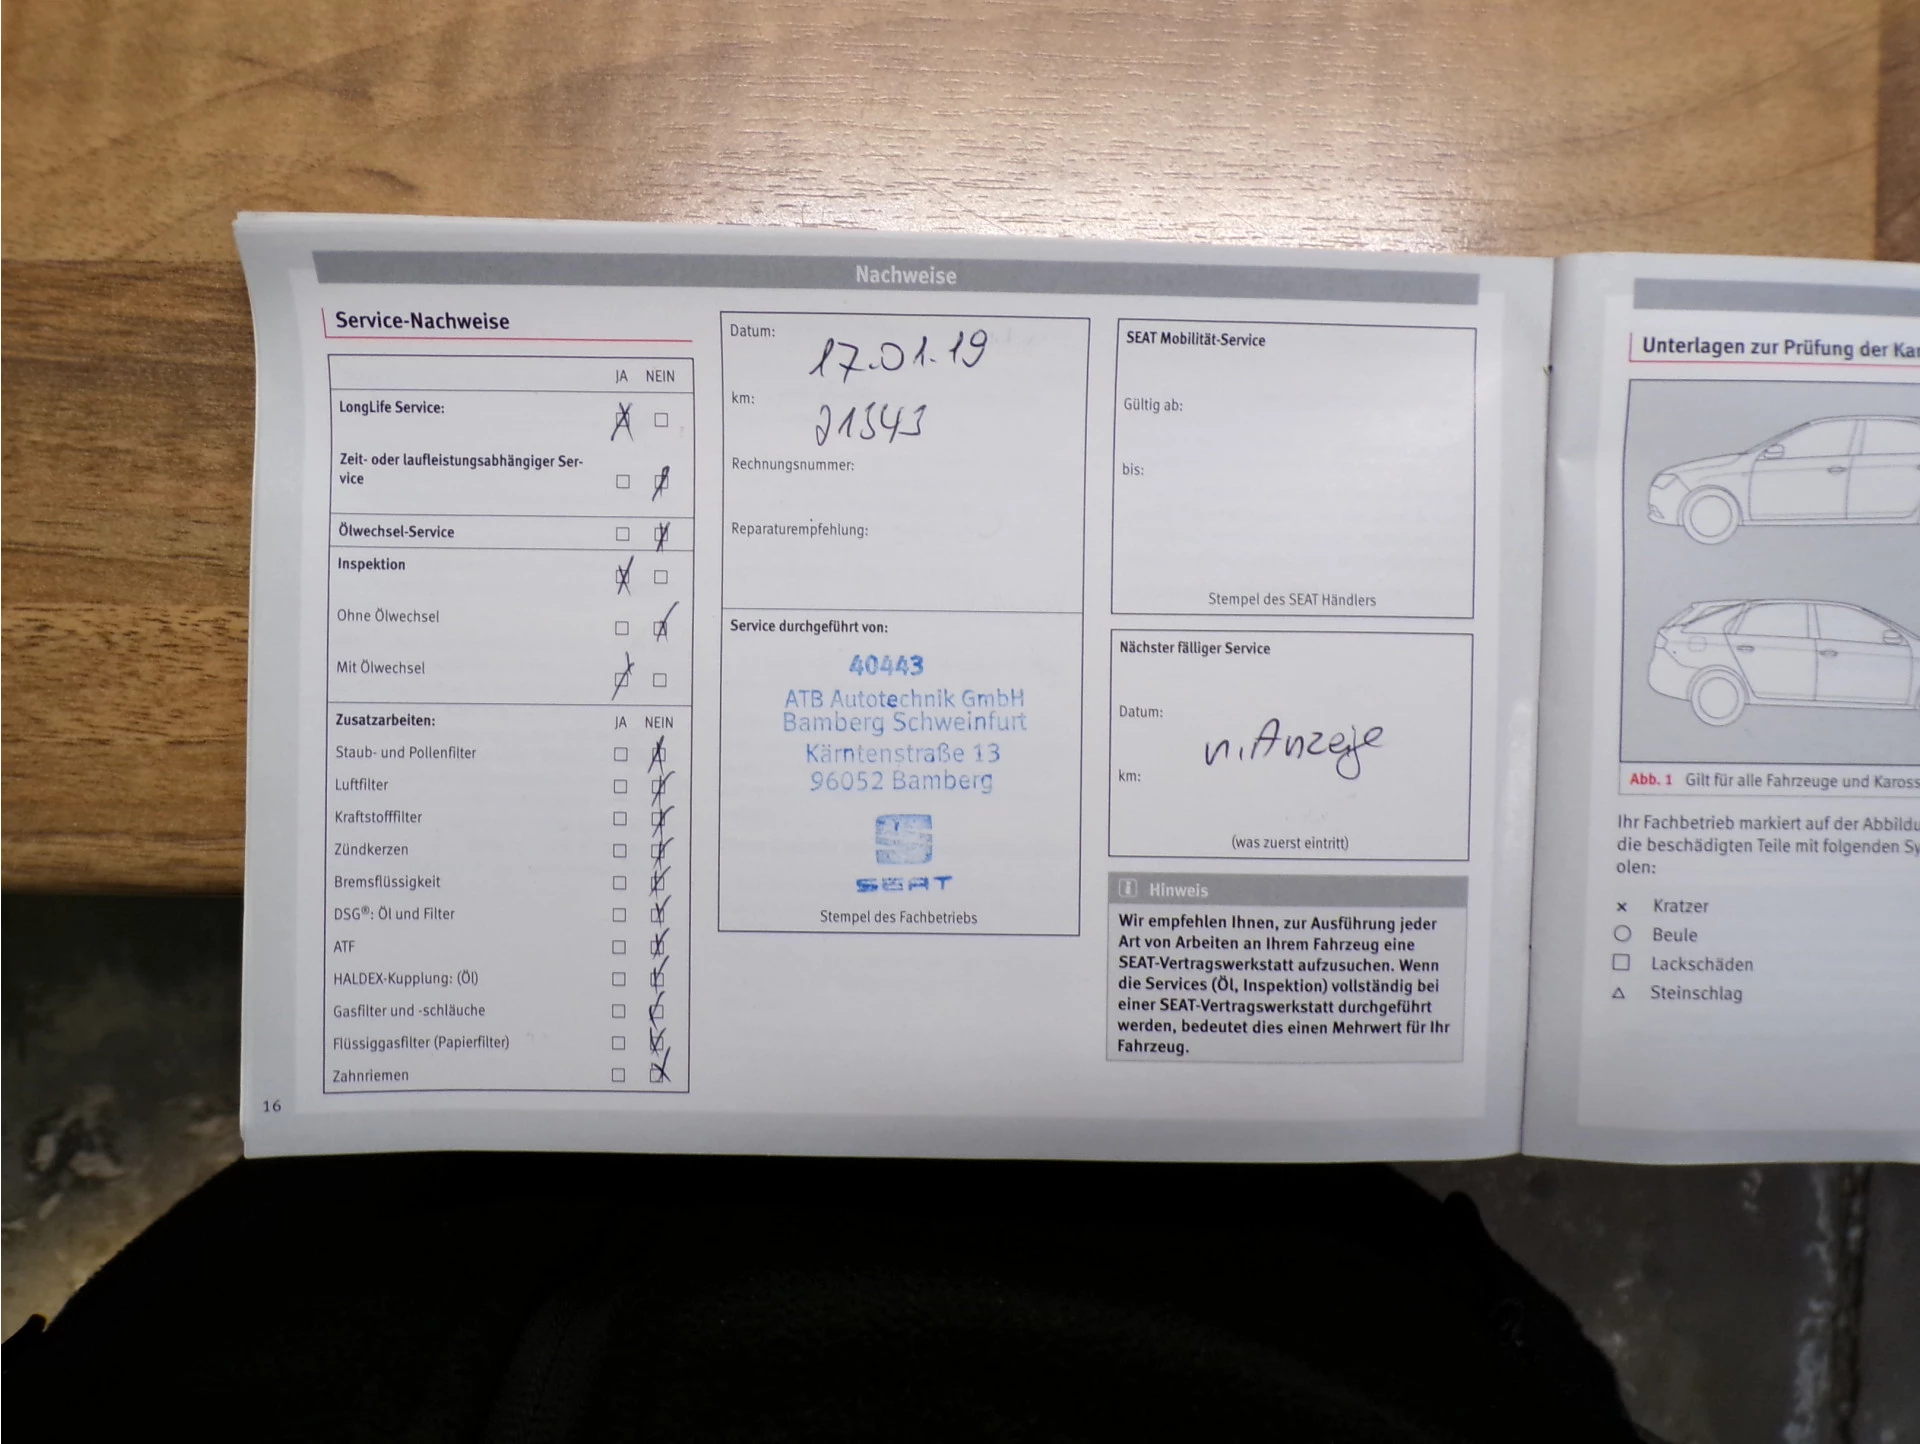 Nachweise
Service-Nachweise
JA NEIN
LongLife Service:
Zeit- oder laufleistungsabhängiger Ser-
vice
Ölwechsel-Service
Inspektion
Ohne Ölwechsel
Mit Ölwechsel
Zusatzarbeiten: JA NEIN
Staub- und Pollenfilter
Luftfilter
Kraftstofffilter
Zündkerzen
Bremsflüssigkeit
DSG®: Öl und Filter
ATF
HALDEX-Kupplung: (Öl)
Gasfilter und -schläuche
Flüssiggasfilter (Papierfilter)
Zahnriemen
16
Datum: 17.01.19
km: 21343
Rechnungsnummer:
Reparaturempfehlung:
Service durchgeführt von:
40443
ATB Autotechnik GmbH
Bamberg Schweinfurt
Kärntenstraße 13
96052 Bamberg
SEAT
Stempel des Fachbetriebs
SEAT Mobilität-Service
Gültig ab:
bis:
Stempel des SEAT Händlers
Nächster fälliger Service
Datum:
n. Anzeige
km:
(was zuerst eintritt)
i Hinweis
Wir empfehlen Ihnen, zur Ausführung jeder
Art von Arbeiten an Ihrem Fahrzeug eine
SEAT-Vertragswerkstatt aufzusuchen. Wenn
die Services (Öl, Inspektion) vollständig bei
einer SEAT-Vertragswerkstatt durchgeführt
werden, bedeutet dies einen Mehrwert für Ihr
Fahrzeug.
Unterlagen zur Prüfung der Kar
Abb. 1 Gilt für alle Fahrzeuge und Kaross
Ihr Fachbetrieb markiert auf der Abbildu
die beschädigten Teile mit folgenden Sy
olen:
x Kratzer
○ Beule
□ Lackschäden
△ Steinschlag